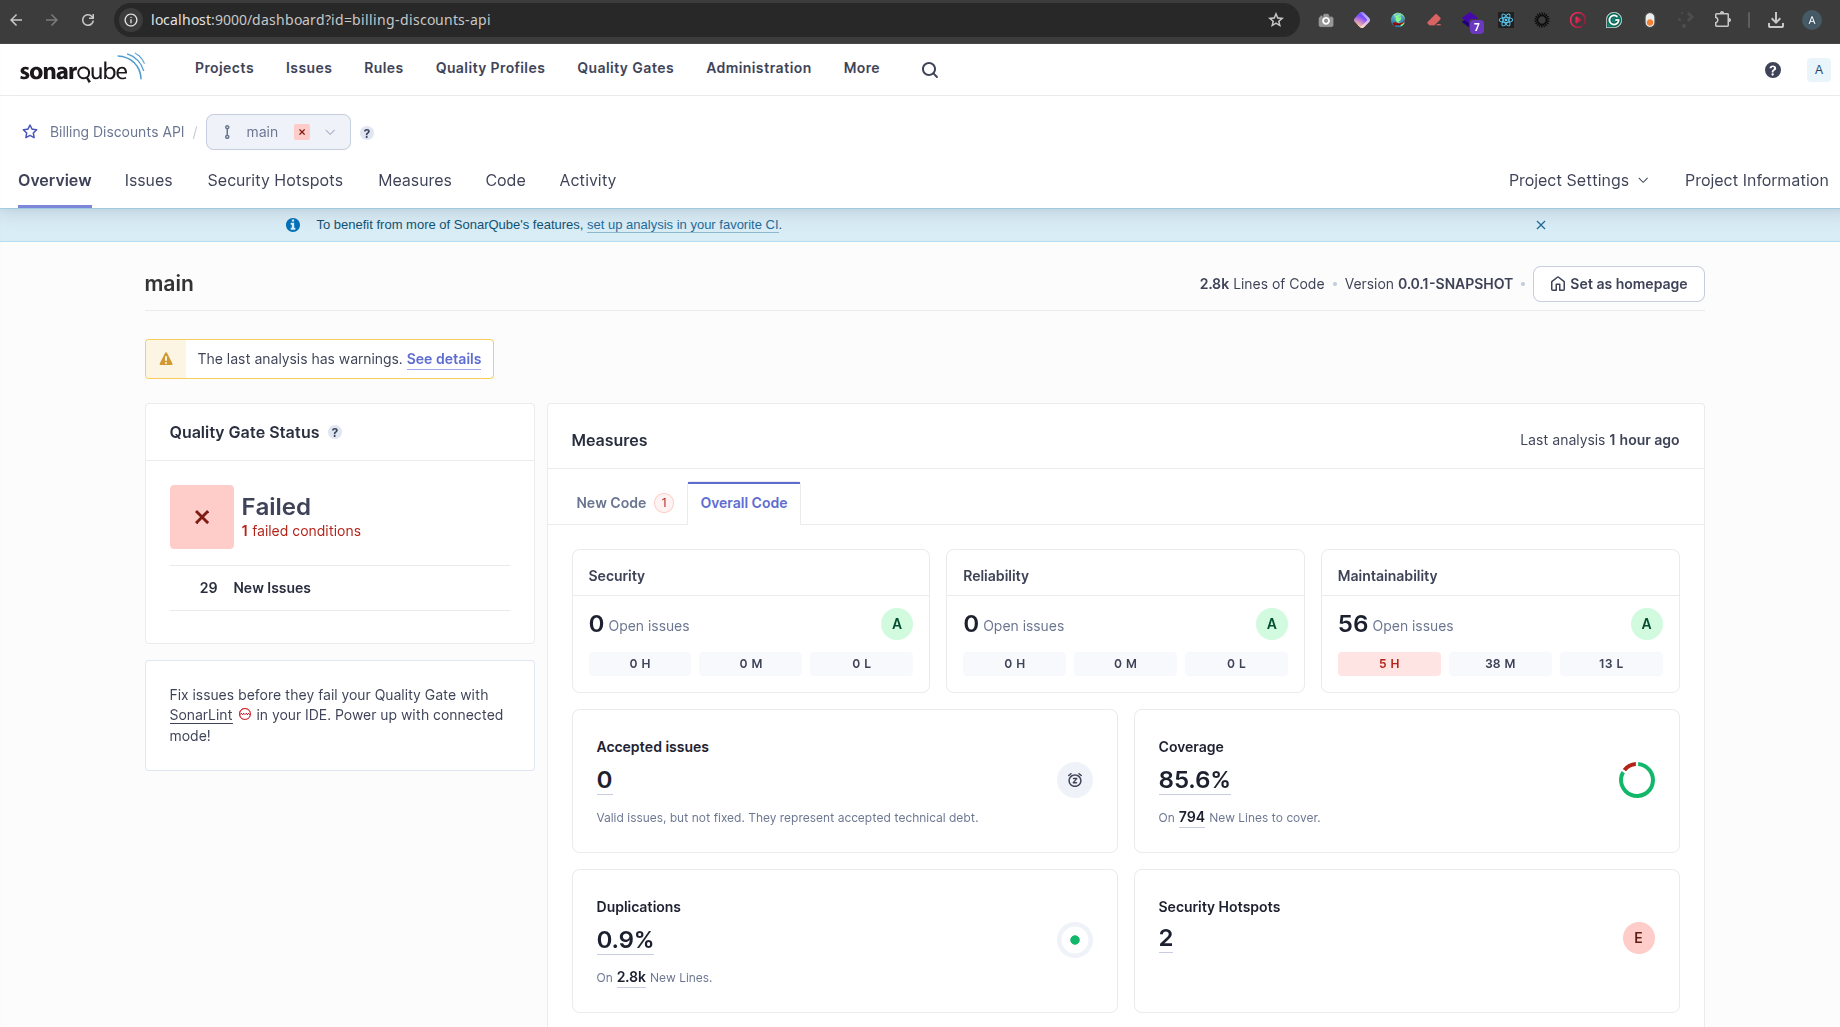 localhost:9000/dashboard?id=billing-discounts-api
7
A
sonarqube
Projects Issues Rules Quality Profiles Quality Gates Administration More
? A
Billing Discounts API / main ?
Overview Issues Security Hotspots Measures Code Activity Project Settings Project Information
To benefit from more of SonarQube's features, set up analysis in your favorite CI.
main
2.8k Lines of Code • Version 0.0.1-SNAPSHOT • Set as homepage
The last analysis has warnings. See details
Quality Gate Status ?
Failed
1 failed conditions
29 New Issues
Fix issues before they fail your Quality Gate with
SonarLint in your IDE. Power up with connected
mode!
Measures
Last analysis 1 hour ago
New Code 1 Overall Code
Security
0 Open issues A
0 H 0 M 0 L
Reliability
0 Open issues A
0 H 0 M 0 L
Maintainability
56 Open issues A
5 H 38 M 13 L
Accepted issues
0
Valid issues, but not fixed. They represent accepted technical debt.
Coverage
85.6%
On 794 New Lines to cover.
Duplications
0.9%
On 2.8k New Lines.
Security Hotspots
2
E